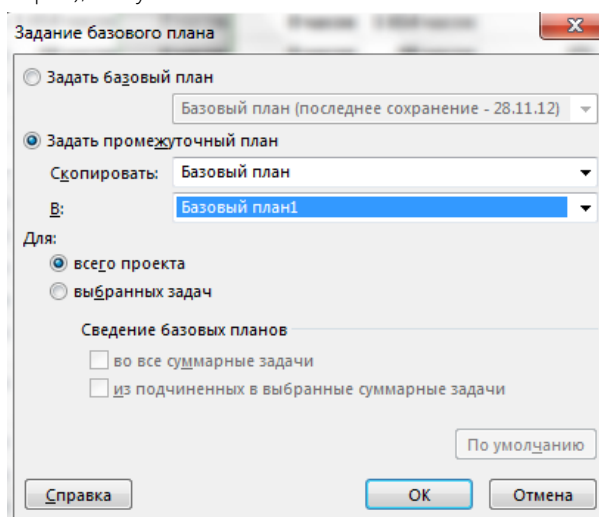 Задание базового плана
Задать базовый план
Базовый план (последнее сохранение - 28.11.12)
Задать промежуточный план
Скопировать: Базовый план
В: Базовый план1
Для:
всего проекта
выбранных задач
Сведение базовых планов
во все суммарные задачи
из подчиненных в выбранные суммарные задачи
По умолчанию
Справка ОК Отмена